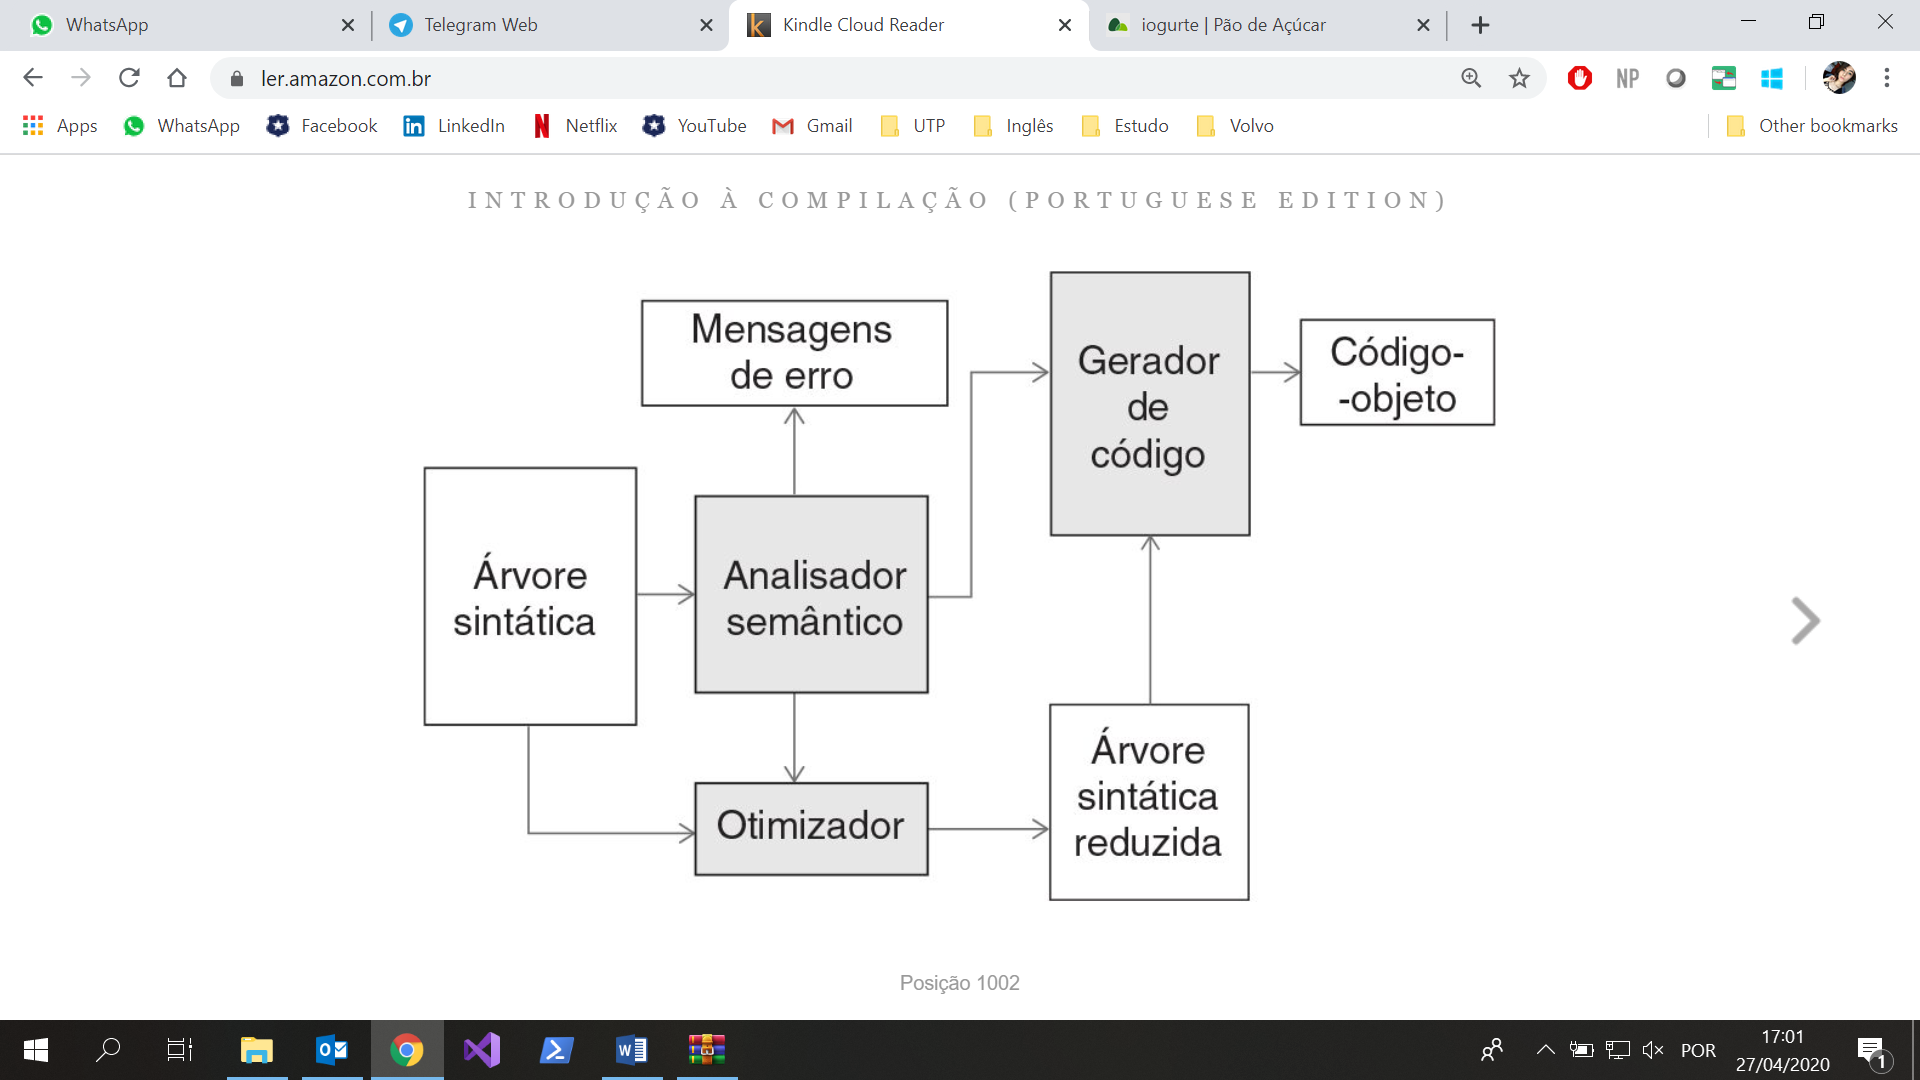 WhatsApp
Telegram Web
Kindle Cloud Reader
iogurte | Pão de Açúcar
ler.amazon.com.br
NP
Apps
WhatsApp
Facebook
LinkedIn
Netflix
YouTube
Gmail
UTP
Inglês
Estudo
Volvo
Other bookmarks
INTRODUÇÃO À COMPILAÇÃO (PORTUGUESE EDITION)
Mensagens
de erro
Gerador
de
código
Código-
-objeto
Árvore
sintática
Analisador
semântico
Otimizador
Árvore
sintática
reduzida
Posição 1002
POR
17:01
27/04/2020
1